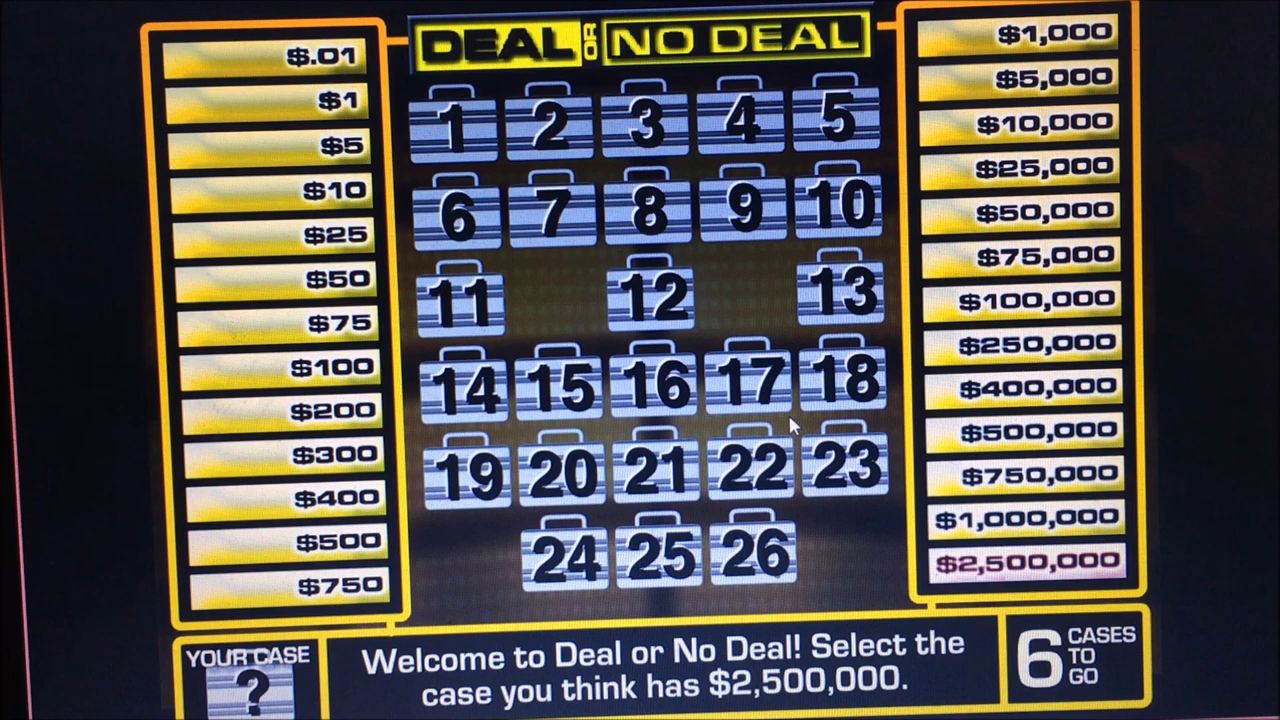 DEAL OR NO DEAL
$.01
$1
$5
$10
$25
$50
$75
$100
$200
$300
$400
$500
$750
1 2 3 4 5
6 7 8 9 10
11 12 13
14 15 16 17 18
19 20 21 22 23
24 25 26
$1,000
$5,000
$10,000
$25,000
$50,000
$75,000
$100,000
$250,000
$400,000
$500,000
$750,000
$1,000,000
$2,500,000
YOUR CASE
?
Welcome to Deal or No Deal! Select the
case you think has $2,500,000.
6 CASES
TO
GO